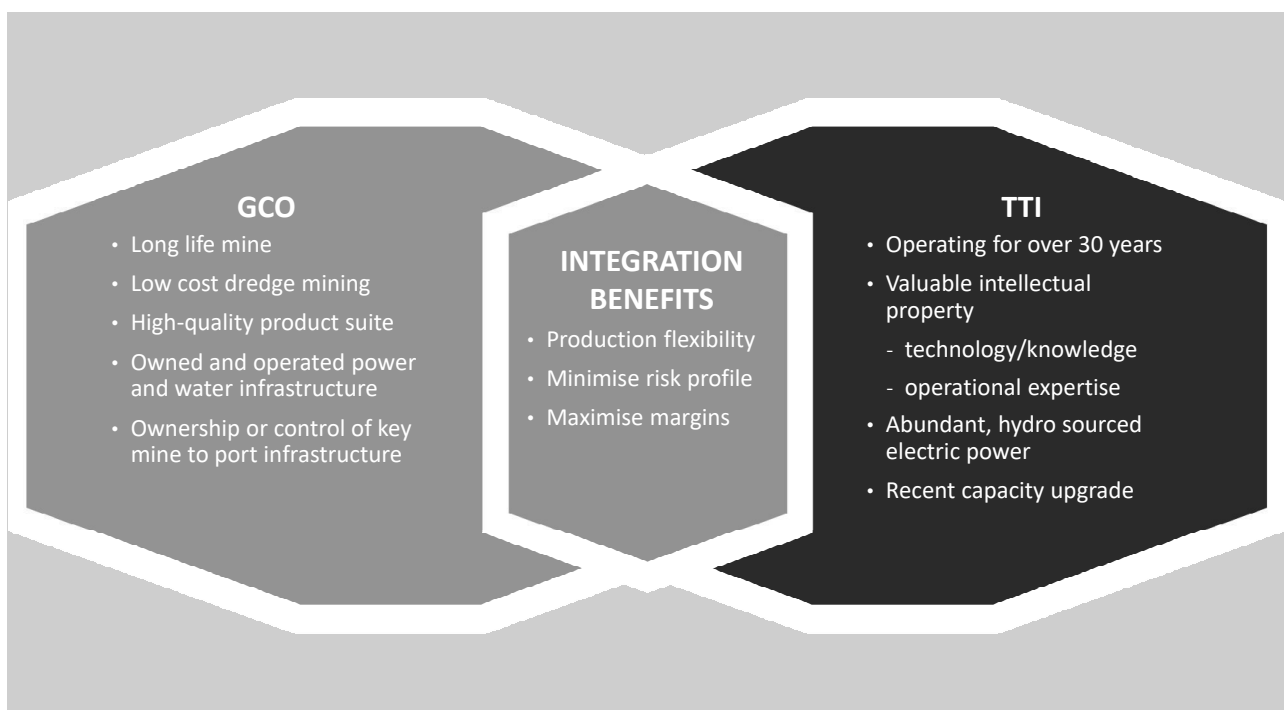 GCO
• Long life mine
• Low cost dredge mining
• High-quality product suite
• Owned and operated power
and water infrastructure
• Ownership or control of key
mine to port infrastructure
INTEGRATION
BENEFITS
• Production flexibility
• Minimise risk profile
• Maximise margins
TTI
• Operating for over 30 years
• Valuable intellectual
property
- technology/knowledge
- operational expertise
• Abundant, hydro sourced
electric power
• Recent capacity upgrade